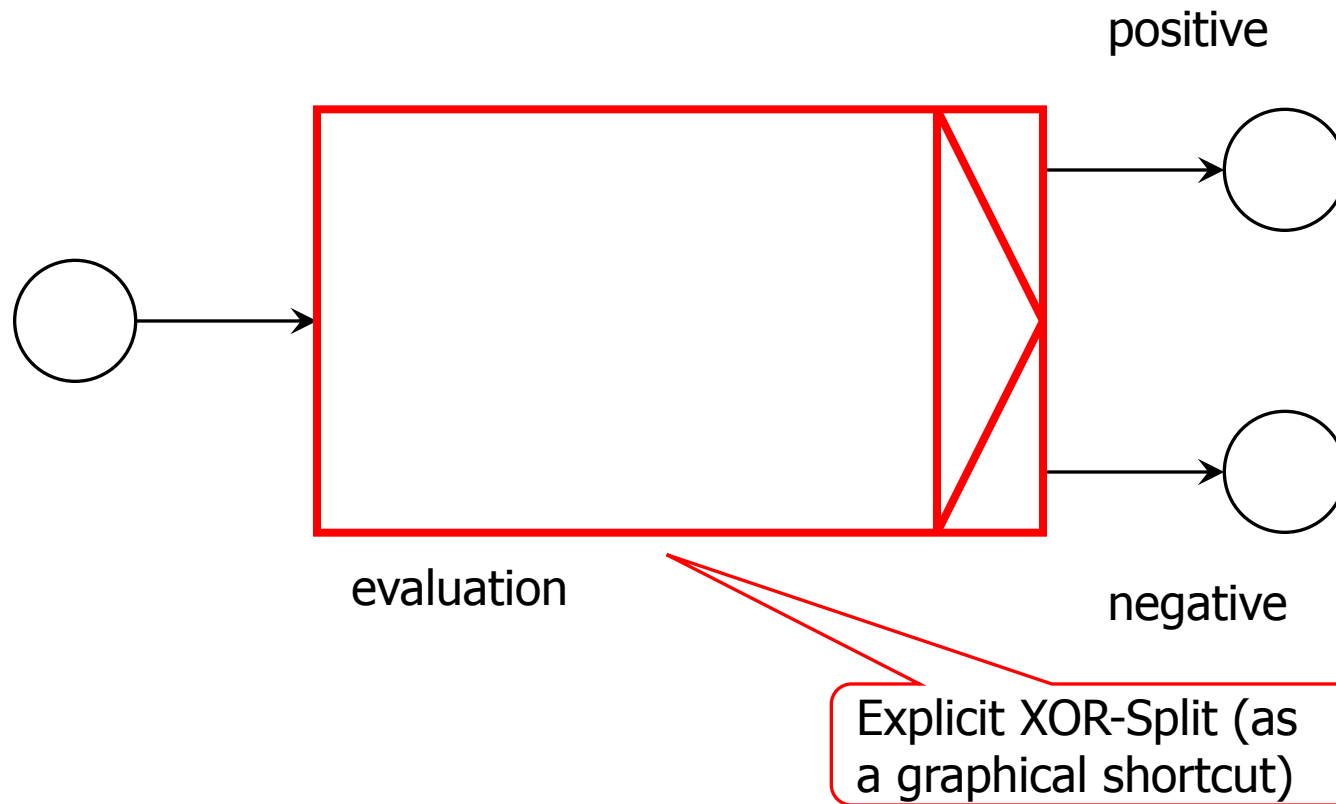 positive
evaluation
negative
Explicit XOR-Split (as
a graphical shortcut)